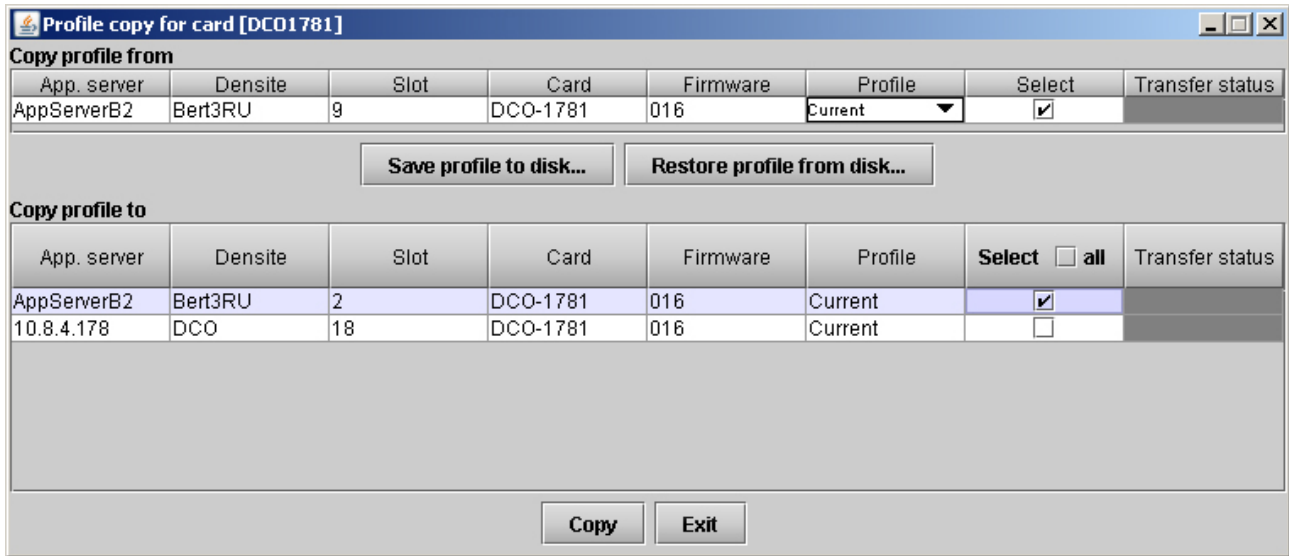 Profile copy for card [DCO1781]
Copy profile from
App. server Densite Slot Card Firmware Profile Select Transfer status
AppServerB2 Bert3RU 9 DCO-1781 016 Current
Save profile to disk... Restore profile from disk...
Copy profile to
App. server Densite Slot Card Firmware Profile Select all Transfer status
AppServerB2 Bert3RU 2 DCO-1781 016 Current
10.8.4.178 DCO 18 DCO-1781 016 Current
Copy Exit